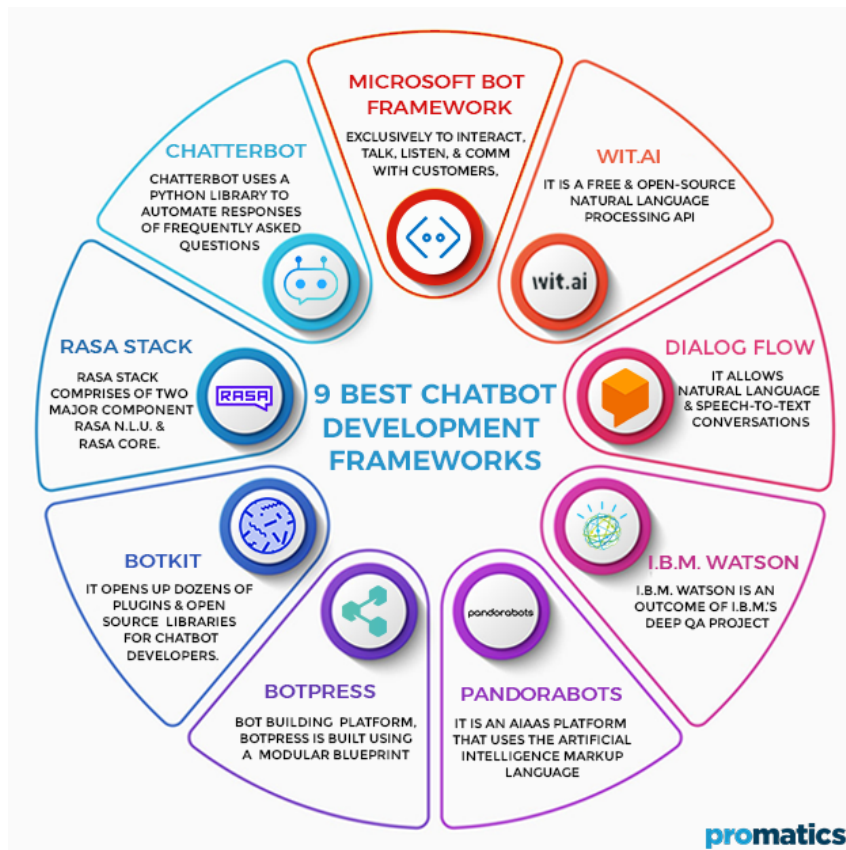 MICROSOFT BOT
FRAMEWORK
EXCLUSIVELY TO INTERACT,
TALK, LISTEN, & COMM
WITH CUSTOMERS,
WIT.AI
IT IS A FREE & OPEN-SOURCE
NATURAL LANGUAGE
PROCESSING API
wit.ai
DIALOG FLOW
IT ALLOWS
NATURAL LANGUAGE
& SPEECH-TO-TEXT
CONVERSATIONS
I.B.M. WATSON
I.B.M. WATSON IS AN
OUTCOME OF I.B.M.'S
DEEP QA PROJECT
pandorabots
PANDORABOTS
IT IS AN AIAAS PLATFORM
THAT USES THE ARTIFICIAL
INTELLIGENCE MARKUP
LANGUAGE
BOTPRESS
BOT BUILDING PLATFORM,
BOTPRESS IS BUILT USING
A MODULAR BLUEPRINT
BOTKIT
IT OPENS UP DOZENS OF
PLUGINS & OPEN
SOURCE LIBRARIES
FOR CHATBOT
DEVELOPERS.
RASA STACK
RASA STACK
COMPRISES OF TWO
MAJOR COMPONENT
RASA N.L.U. &
RASA CORE.
RASA
CHATTERBOT
CHATTERBOT USES A
PYTHON LIBRARY TO
AUTOMATE RESPONSES
OF FREQUENTLY ASKED
QUESTIONS
9 BEST CHATBOT
DEVELOPMENT
FRAMEWORKS
promatics